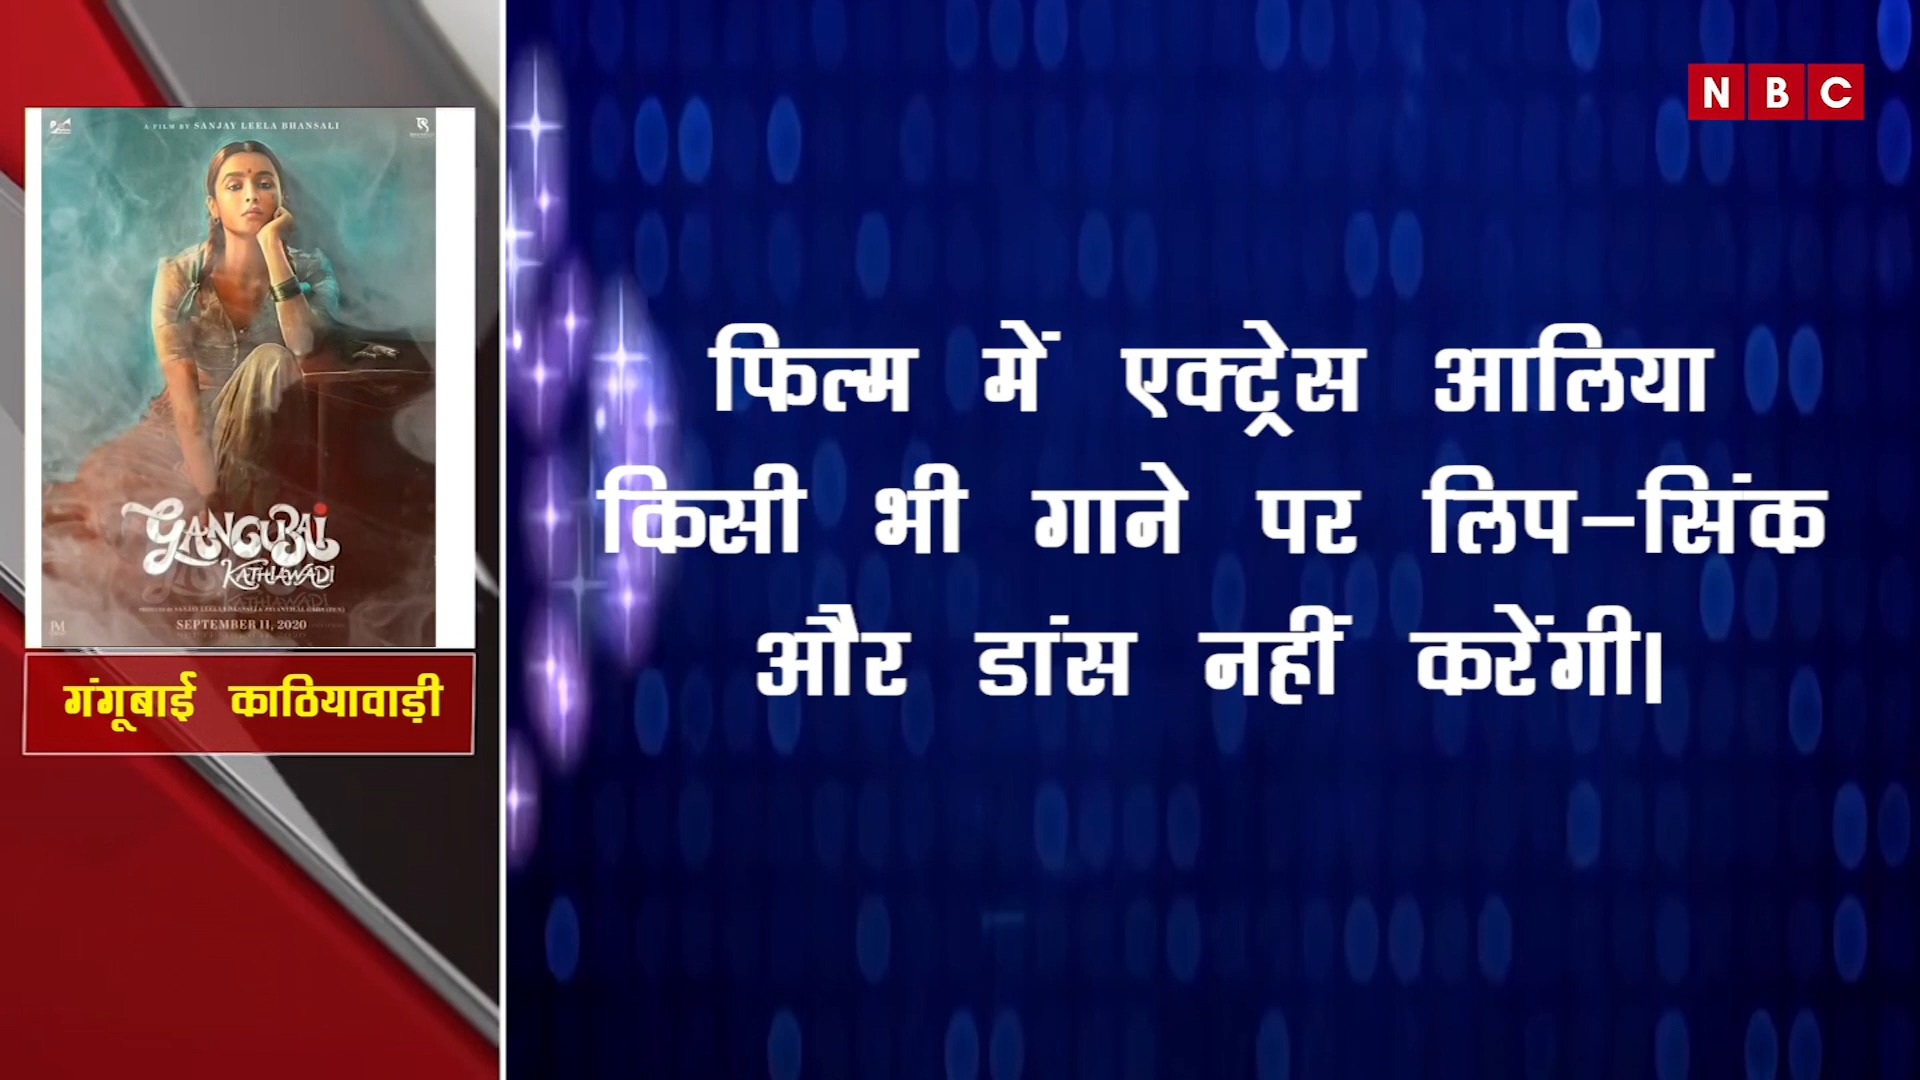 A FILM BY SANJAY LEELA BHANSALI
GANGUBAI
KATHIAWADI
SEPTEMBER 11, 2020
गंगूबाई काठियावाड़ी
NBC
फिल्म में एक्ट्रेस आलिया
किसी भी गाने पर लिप-सिंक
और डांस नहीं करेंगी।